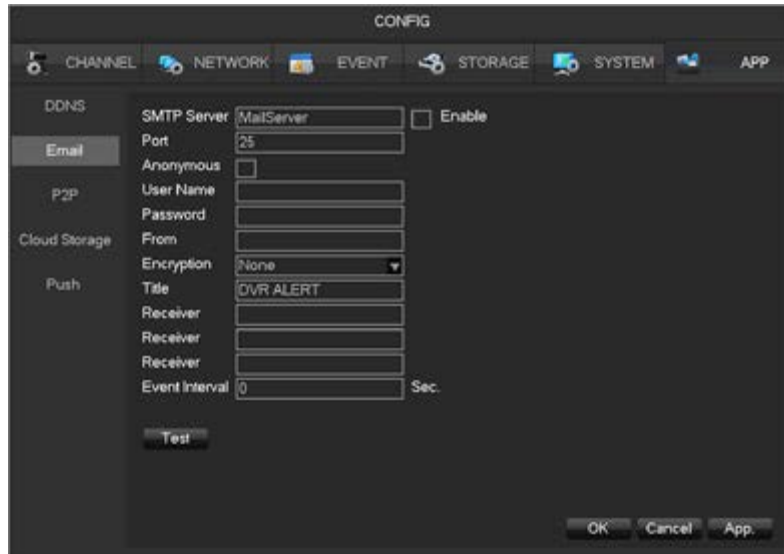 CONFIG
CHANNEL NETWORK EVENT STORAGE SYSTEM APP
DDNS
Email
P2P
Cloud Storage
Push
SMTP Server MailServer Enable
Port 25
Anonymous
User Name
Password
From
Encryption None
Title DVR ALERT
Receiver
Receiver
Receiver
Event Interval 0 Sec.
Test
OK Cancel App.